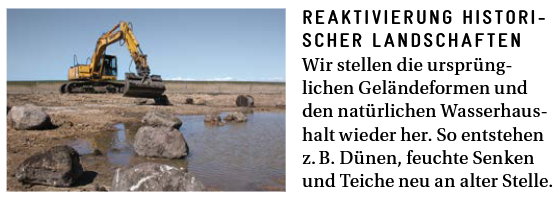 REAKTIVIERUNG HISTORI-
SCHER LANDSCHAFTEN
Wir stellen die ursprüng-
lichen Geländeformen und
den natürlichen Wasserhaus-
halt wieder her. So entstehen
z. B. Dünen, feuchte Senken
und Teiche neu an alter Stelle.